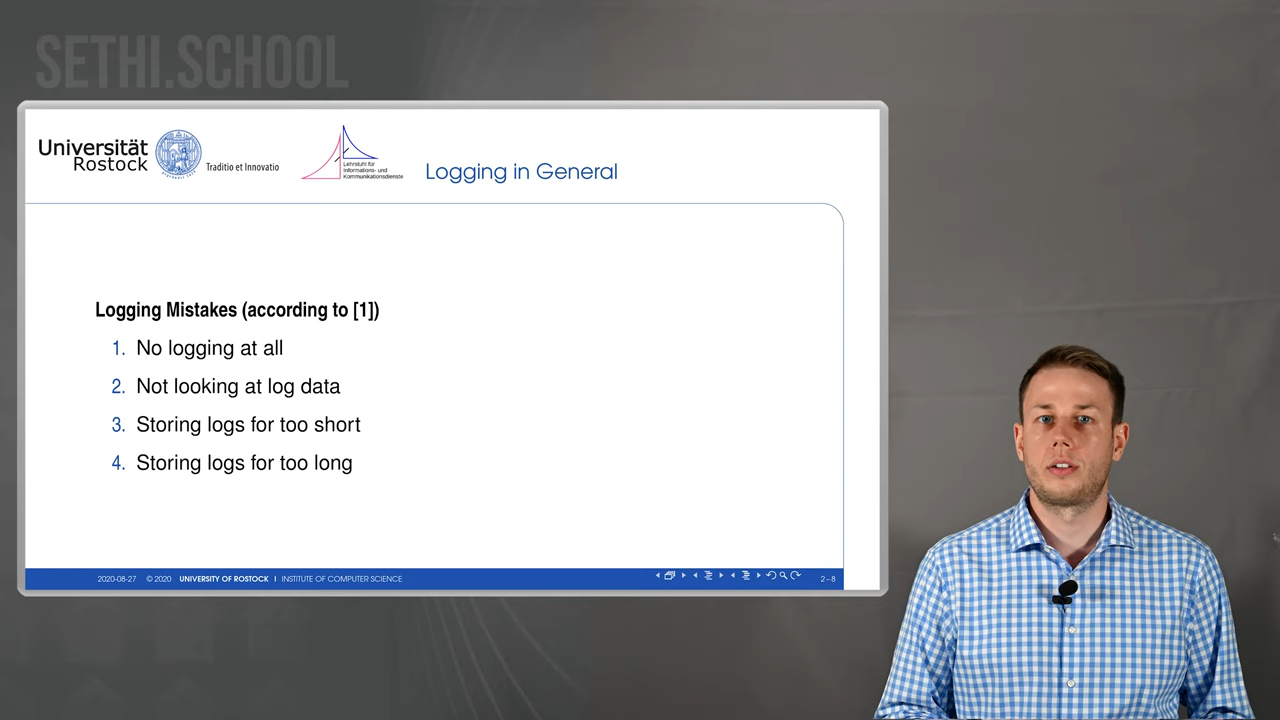 SETHI.SCHOOL
Universität
Rostock
Traditio et Innovatio
Lehrstuhl für
Informations- und
Kommunikationsdienste
Logging in General
Logging Mistakes (according to [1])
1. No logging at all
2. Not looking at log data
3. Storing logs for too short
4. Storing logs for too long
2020-08-27 © 2020 UNIVERSITY OF ROSTOCK | INSTITUTE OF COMPUTER SCIENCE 2–8